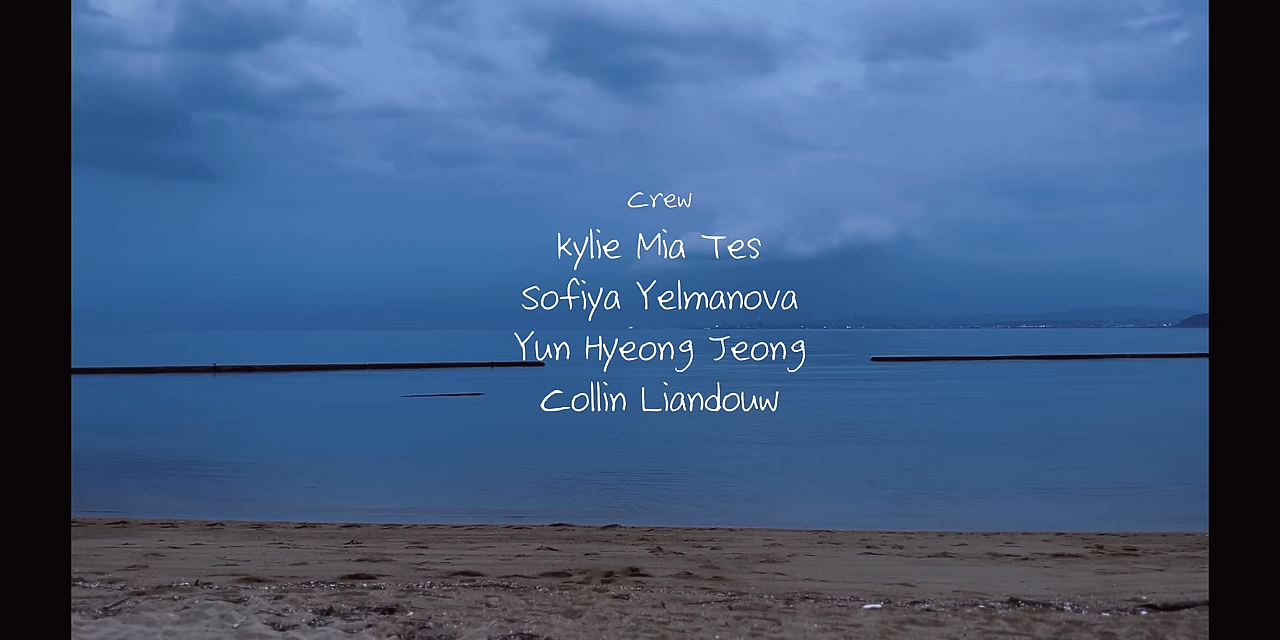 crew
kylie Mia Tes
Sofiya Yelmanova
Yun Hyeong Jeong
Collin Liandouw